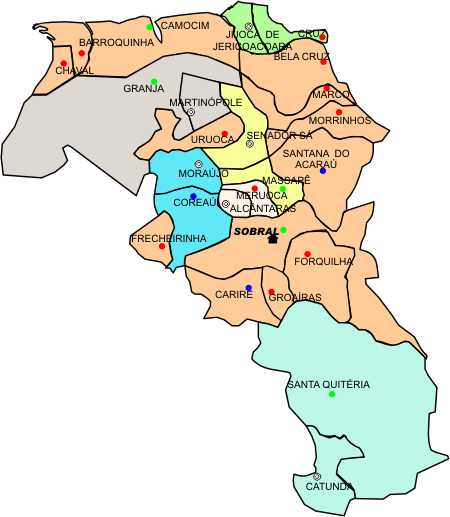 CAMOCIM
JIJOCA DE
JERICOACOARA
CRUZ
BARROQUINHA
BELA CRUZ
CHAVAL
GRANJA
MARCO
MARTINÓPOLE
MORRINHOS
URUOCA
SENADOR SÁ
SANTANA DO
ACARAÚ
MORAÚJO
MASSARÊ
MERUOCA
COREAÚ
ALCÂNTARAS
SOBRAL
FRECHEIRINHA
FORQUILHA
CARIRÉ
GROAÍRAS
SANTA QUITÉRIA
CATUNDA